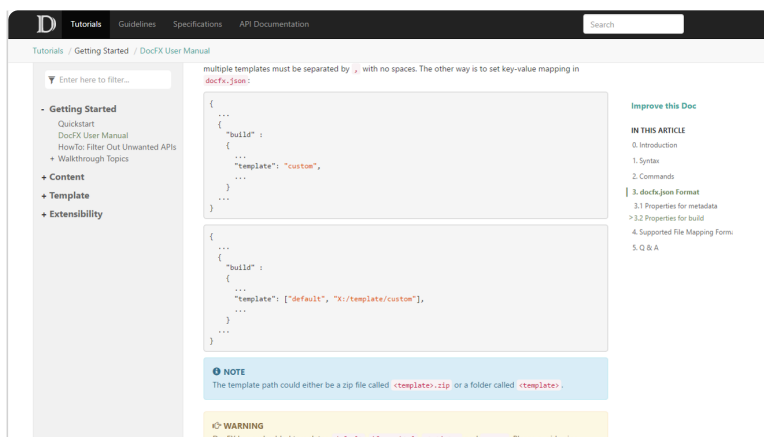 Tutorials Guidelines Specifications API Documentation Search
Tutorials / Getting Started / DocFX User Manual
Enter here to filter...
- Getting Started
Quickstart
DocFX User Manual
HowTo: Filter Out Unwanted APIs
+ Walkthrough Topics
+ Content
+ Template
+ Extensibility
multiple templates must be separated by , with no spaces. The other way is to set key-value mapping in
docfx.json :
{
...
{
"build" :
{
...
"template": "custom",
...
}
...
}
{
...
{
"build" :
{
...
"template": ["default", "X:/template/custom"],
...
}
...
}
NOTE
The template path could either be a zip file called <template>.zip or a folder called <template> .
WARNING
Improve this Doc
IN THIS ARTICLE
0. Introduction
1. Syntax
2. Commands
3. docfx.json Format
3.1 Properties for metadata
>3.2 Properties for build
4. Supported File Mapping Form
5. Q & A